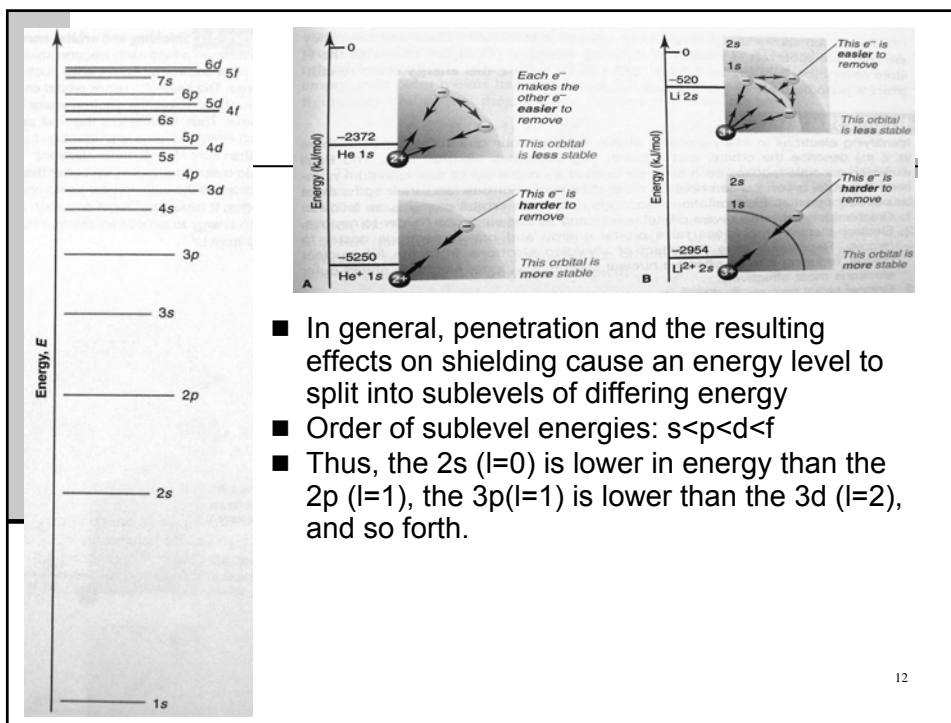 6d
5f
7s
6p
5d
4f
6s
5p
4d
5s
4p
3d
4s
3p
3s
2p
2s
1s
Energy, E
0
Energy (kJ/mol)
–2372
He 1s
2+
Each e–
makes the
other e–
easier to
remove
This orbital
is less stable
–5250
He+ 1s
2+
This e– is
harder to
remove
This orbital is
more stable
A
0
Energy (kJ/mol)
–520
Li 2s
2s
1s
3+
This e– is
easier to
remove
This orbital
is less stable
–2954
Li2+ 2s
2s
1s
3+
This e– is
harder to
remove
This orbital is
more stable
B
■ In general, penetration and the resulting
effects on shielding cause an energy level to
split into sublevels of differing energy
■ Order of sublevel energies: s<p<d<f
■ Thus, the 2s (l=0) is lower in energy than the
2p (l=1), the 3p(l=1) is lower than the 3d (l=2),
and so forth.
12